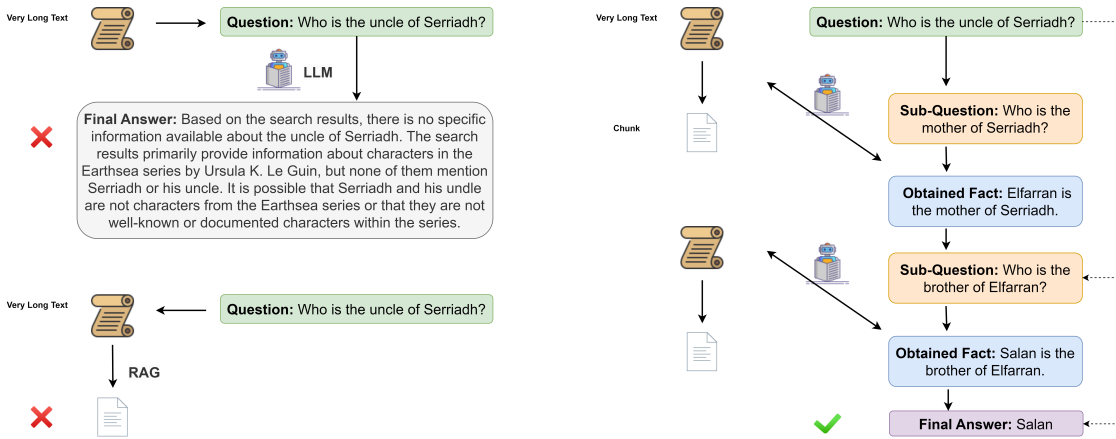 Very Long Text
Question: Who is the uncle of Serriadh?
LLM
Final Answer: Based on the search results, there is no specific
information available about the uncle of Serriadh. The search
results primarily provide information about characters in the
Earthsea series by Ursula K. Le Guin, but none of them mention
Serriadh or his uncle. It is possible that Serriadh and his undle
are not characters from the Earthsea series or that they are not
well-known or documented characters within the series.
Very Long Text
Question: Who is the uncle of Serriadh?
RAG
Very Long Text
Question: Who is the uncle of Serriadh?
Chunk
Sub-Question: Who is the
mother of Serriadh?
Obtained Fact: Elfarran is
the mother of Serriadh.
Sub-Question: Who is the
brother of Elfarran?
Obtained Fact: Salan is the
brother of Elfarran.
Final Answer: Salan